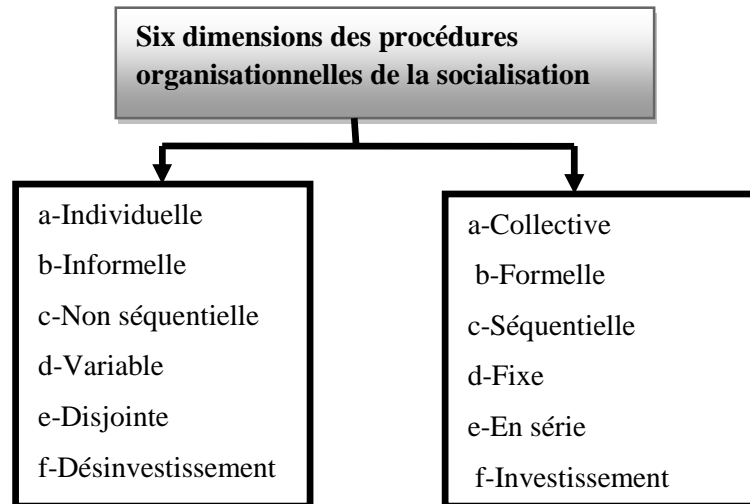 Six dimensions des procédures
organisationnelles de la socialisation
a-Individuelle
b-Informelle
c-Non séquentielle
d-Variable
e-Disjointe
f-Désinvestissement
a-Collective
b-Formelle
c-Séquentielle
d-Fixe
e-En série
f-Investissement